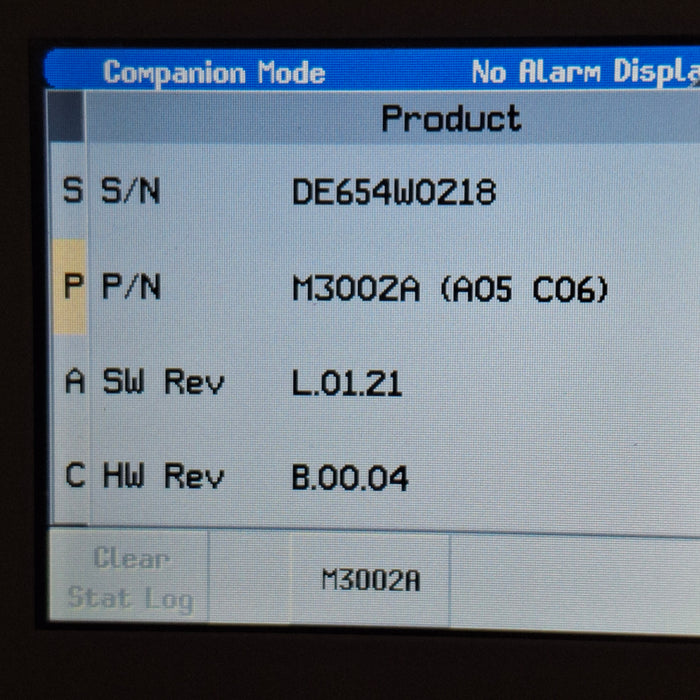 Companion Mode No Alarm Displa
Product
S S/N DE654W0218
P P/N M3002A (A05 C06)
A SW Rev L.01.21
C HW Rev B.00.04
Clear
Stat Log
M3002A